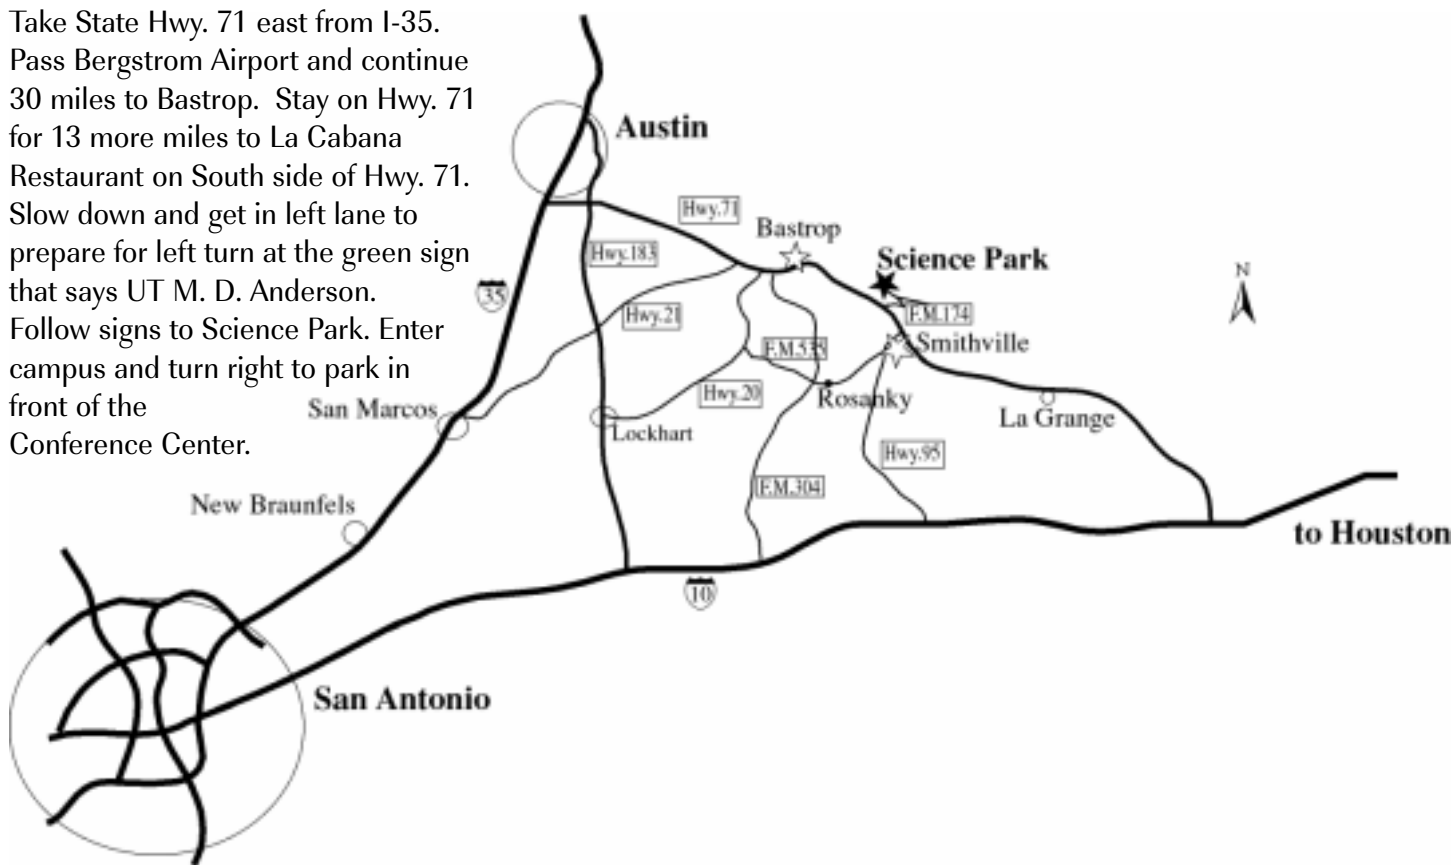 Take State Hwy. 71 east from I-35.
Pass Bergstrom Airport and continue
30 miles to Bastrop. Stay on Hwy. 71
for 13 more miles to La Cabana
Restaurant on South side of Hwy. 71.
Slow down and get in left lane to
prepare for left turn at the green sign
that says UT M. D. Anderson.
Follow signs to Science Park. Enter
campus and turn right to park in
front of the
Conference Center.
Austin
Hwy.71
Bastrop
Hwy.183
Science Park
N
35
Hwy.21
F.M.174
Smithville
F.M.535
Hwy.20
Rosanky
San Marcos
La Grange
Lockhart
Hwy.95
F.M.304
New Braunfels
to Houston
10
San Antonio